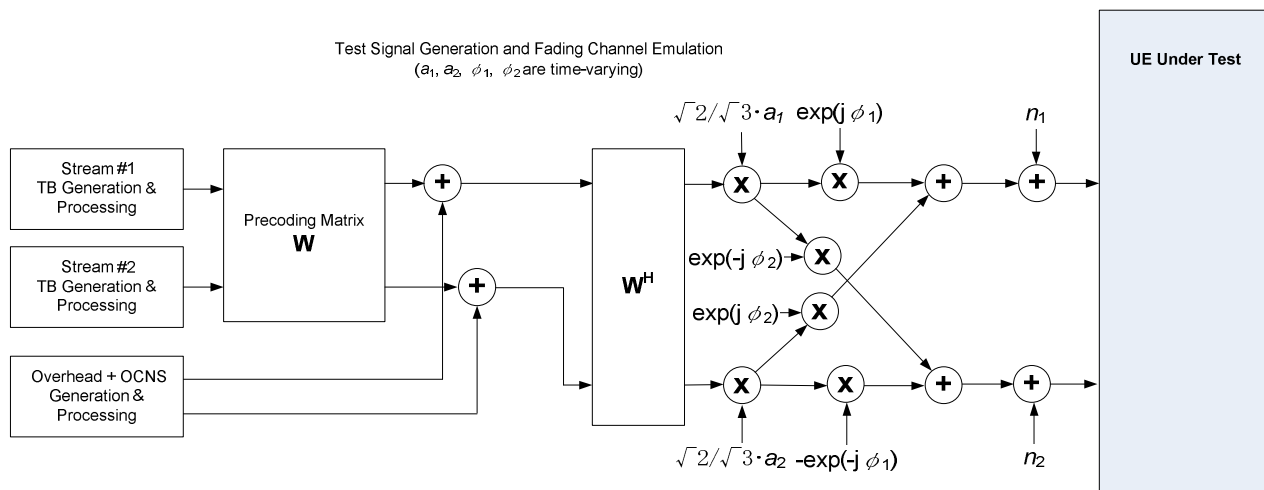 Test Signal Generation and Fading Channel Emulation
(a₁, a₂, ϕ₁, ϕ₂ are time-varying)
UE Under Test
√2/√3・a₁
exp(j ϕ₁)
n₁
Stream #1
TB Generation &
Processing
Precoding Matrix
W
+
x
x
+
+
Stream #2
TB Generation &
Processing
+
Wᴴ
exp(-j ϕ₂)
x
exp(j ϕ₂)
x
Overhead + OCNS
Generation &
Processing
x
x
+
+
√2/√3・a₂
-exp(-j ϕ₁)
n₂